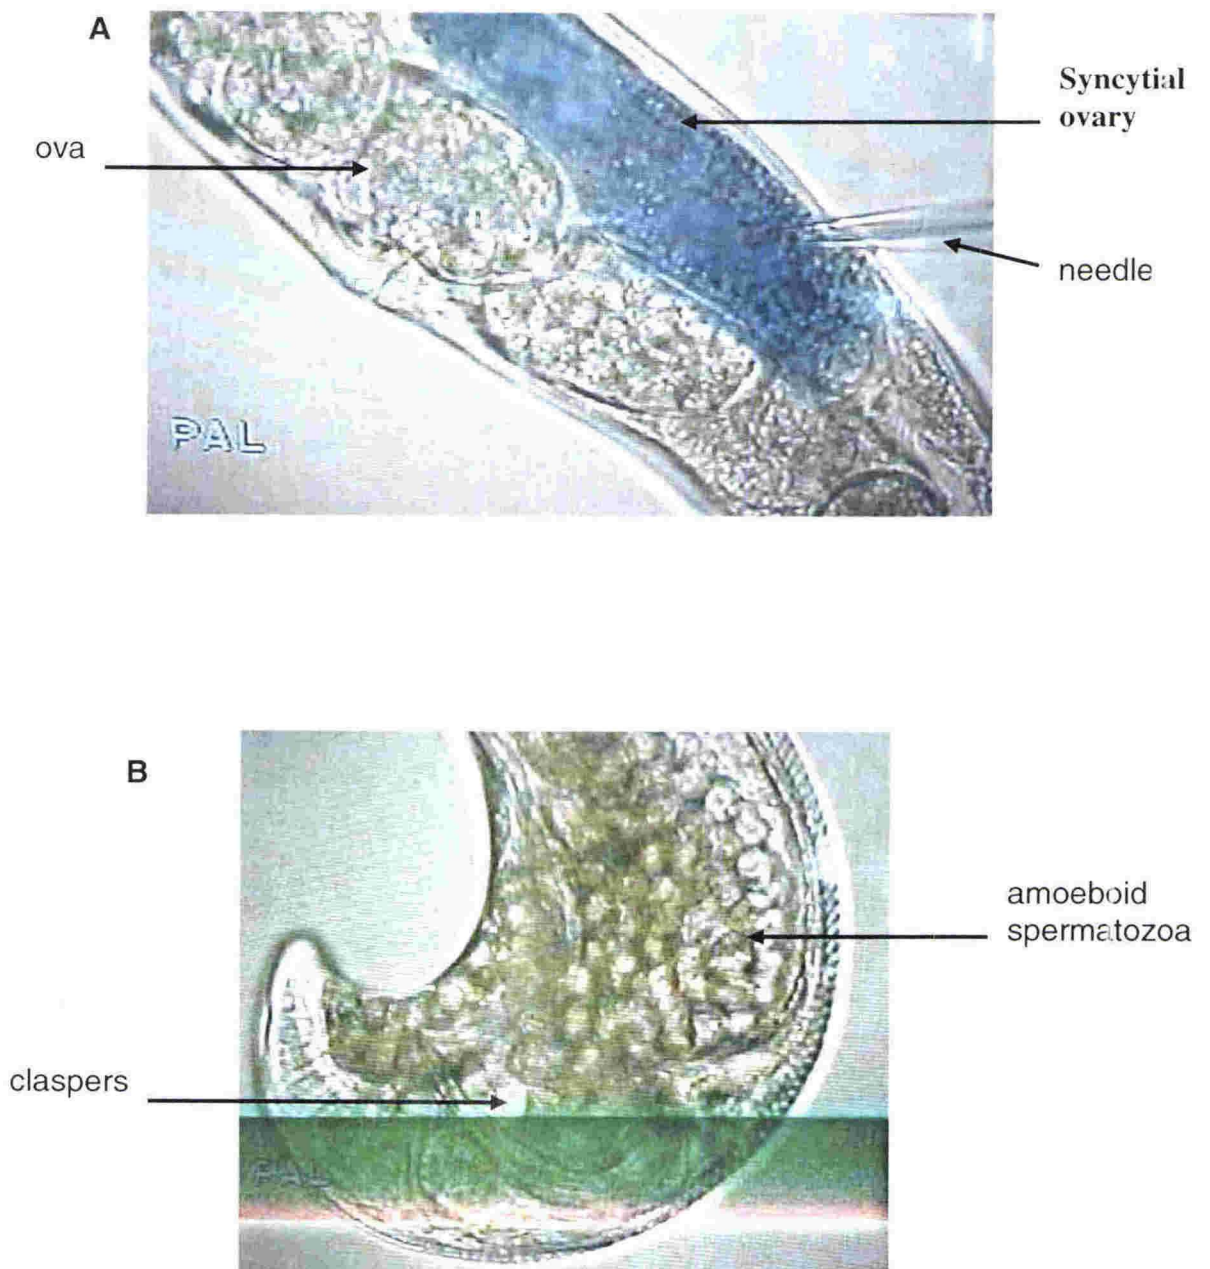 A
Syncytial
ovary
ova
needle
PAL
B
amoeboid
spermatozoa
claspers
PAL